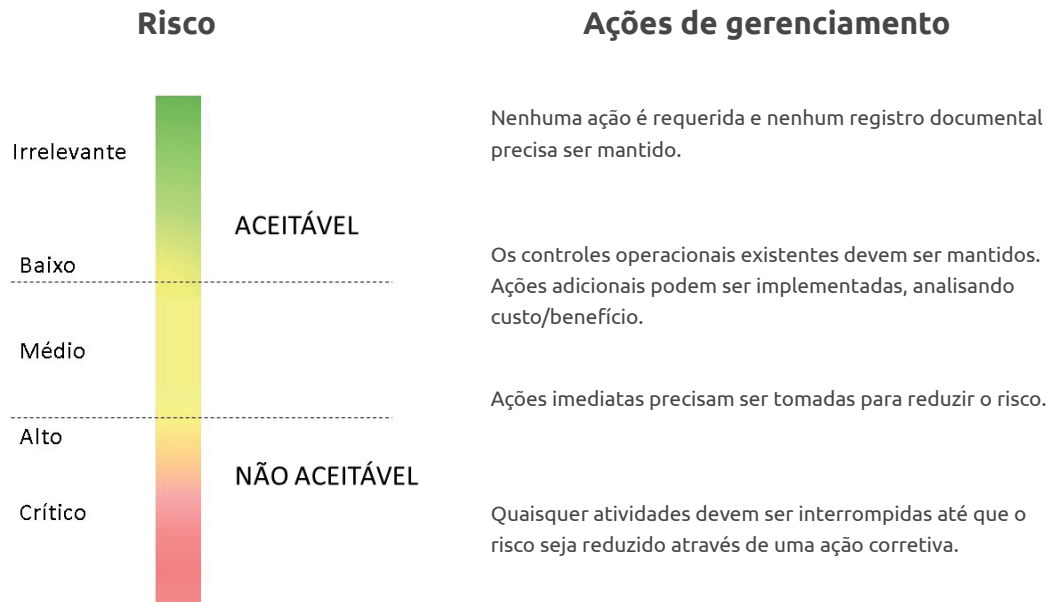 Risco
Ações de gerenciamento
Irrelevante
Nenhuma ação é requerida e nenhum registro documental
precisa ser mantido.
ACEITÁVEL
Baixo
Os controles operacionais existentes devem ser mantidos.
Ações adicionais podem ser implementadas, analisando
custo/benefício.
Médio
Ações imediatas precisam ser tomadas para reduzir o risco.
Alto
NÃO ACEITÁVEL
Crítico
Quaisquer atividades devem ser interrompidas até que o
risco seja reduzido através de uma ação corretiva.